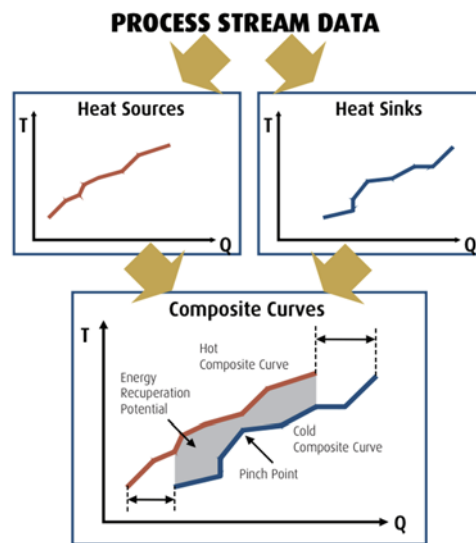 PROCESS STREAM DATA
Heat Sources
T
Q
Heat Sinks
T
Q
Composite Curves
T
Hot
Composite Curve
Energy
Recuperation
Potential
Cold
Composite Curve
Pinch Point
Q